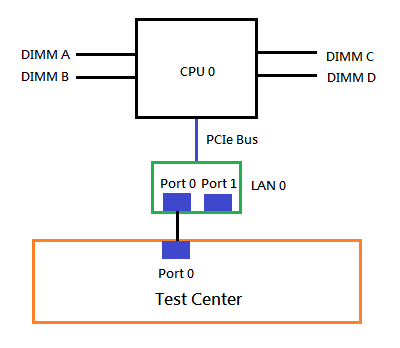 DIMM A
DIMM B
CPU 0
DIMM C
DIMM D
PCIe Bus
Port 0 Port 1
LAN 0
Port 0
Test Center